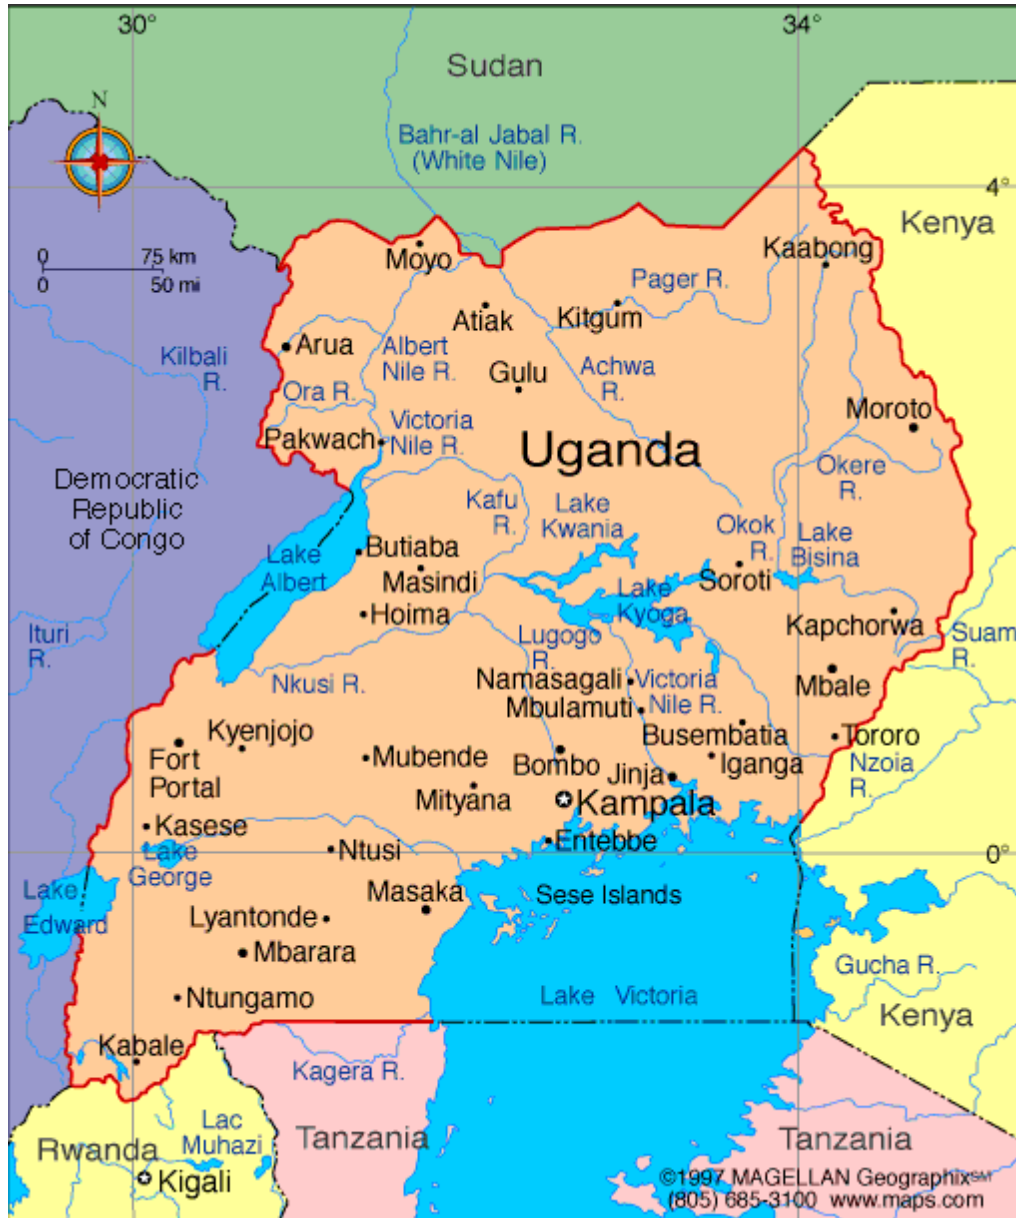 30°
34°
Sudan
N
Bahr-al Jabal R.
(White Nile)
4°
Kenya
0
75 km
0
50 mi
Moyo
Kaabong
Pager R.
Atiak
Kitgum
Arua
Albert
Nile R.
Kilbali
R.
Achwa
R.
Gulu
Ora R.
Moroto
Pakwach
Victoria
Nile R.
Uganda
Okere
R.
Democratic
Republic
of Congo
Kafu
R.
Lake
Kwania
Okok
R.
Lake
Bisina
Lake
Albert
Butiaba
Masindi
Soroti
Lake
Kyoga
Hoima
Kapchorwa
Ituri
R.
Lugogo
R.
Suam
R.
Nkusi R.
Namasagali
Victoria
Nile R.
Mbale
Mbulamuti
Kyenjojo
Busembatia
Tororo
Fort
Portal
Mubende
Bombo
Iganga
Nzoia
R.
Jinja
Mityana
Kampala
Kasese
Entebbe
Lake
George
Ntusi
0°
Lake
Edward
Masaka
Sese Islands
Lyantonde
Mbarara
Gucha R.
Ntungamo
Lake Victoria
Kenya
Kabale
Kagera R.
Lac
Muhazi
Rwanda
Tanzania
Tanzania
Kigali
©1997 MAGELLAN Geographix℠
(805) 685-3100 www.maps.com